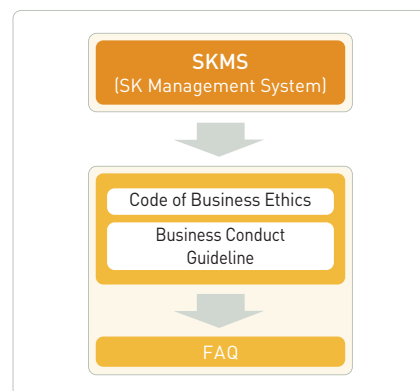 SKMS
(SK Management System)
Code of Business Ethics
Business Conduct
Guideline
FAQ